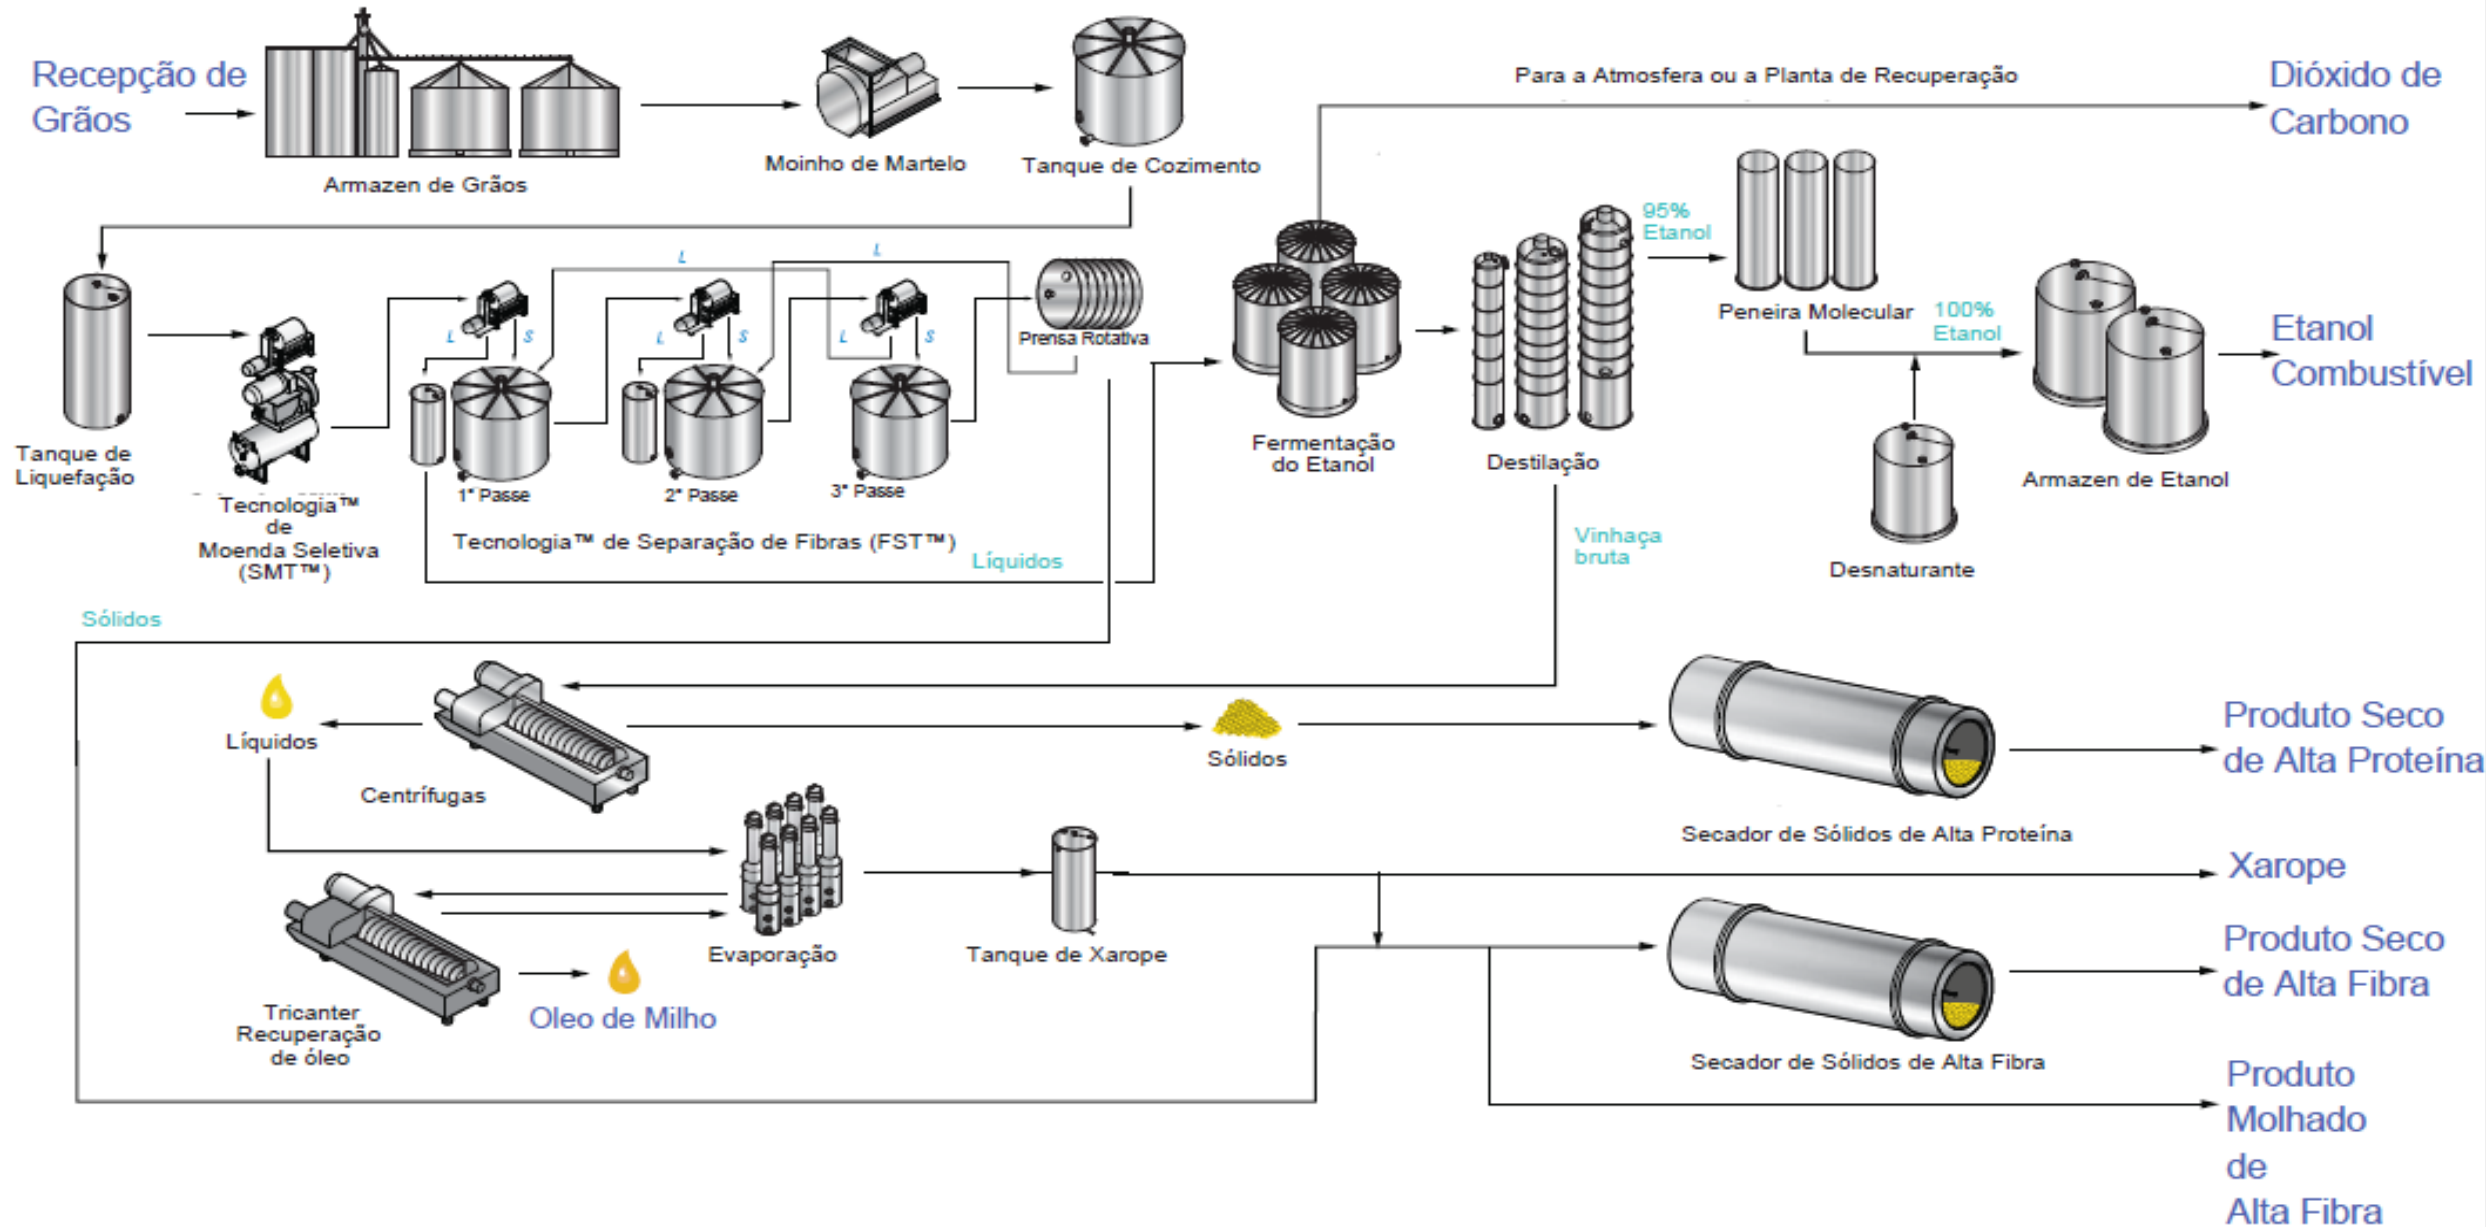 Recepção de
Grãos
Armazen de Grãos
Moinho de Martelo
Tanque de Cozimento
Para a Atmosfera ou a Planta de Recuperação
Dióxido de
Carbono
Tanque de
Liquefação
Tecnologia™
de
Moenda Seletiva
(SMT™)
L
S
L
L
S
L
L
S
1ª Passe
2ª Passe
3ª Passe
Prensa Rotativa
Tecnologia™ de Separação de Fibras (FST™)
Líquidos
Fermentação
do Etanol
Destilação
95%
Etanol
Peneira Molecular
100%
Etanol
Desnaturante
Armazen de Etanol
Etanol
Combustível
Vinhaça
bruta
Sólidos
Líquidos
Centrífugas
Sólidos
Secador de Sólidos de Alta Proteína
Produto Seco
de Alta Proteína
Evaporação
Tanque de Xarope
Xarope
Tricanter
Recuperação
de óleo
Oleo de Milho
Secador de Sólidos de Alta Fibra
Produto Seco
de Alta Fibra
Produto
Molhado
de
Alta Fibra